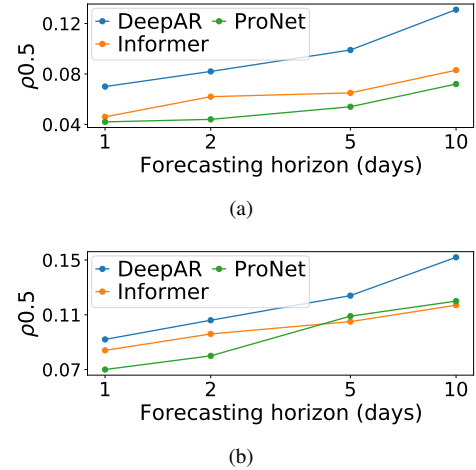 0.12
0.08
0.04
ρ0.5
DeepAR
Informer
ProNet
1
2
5
10
Forecasting horizon (days)
(a)
0.15
0.11
0.07
ρ0.5
DeepAR
ProNet
Informer
1
2
5
10
Forecasting horizon (days)
(b)